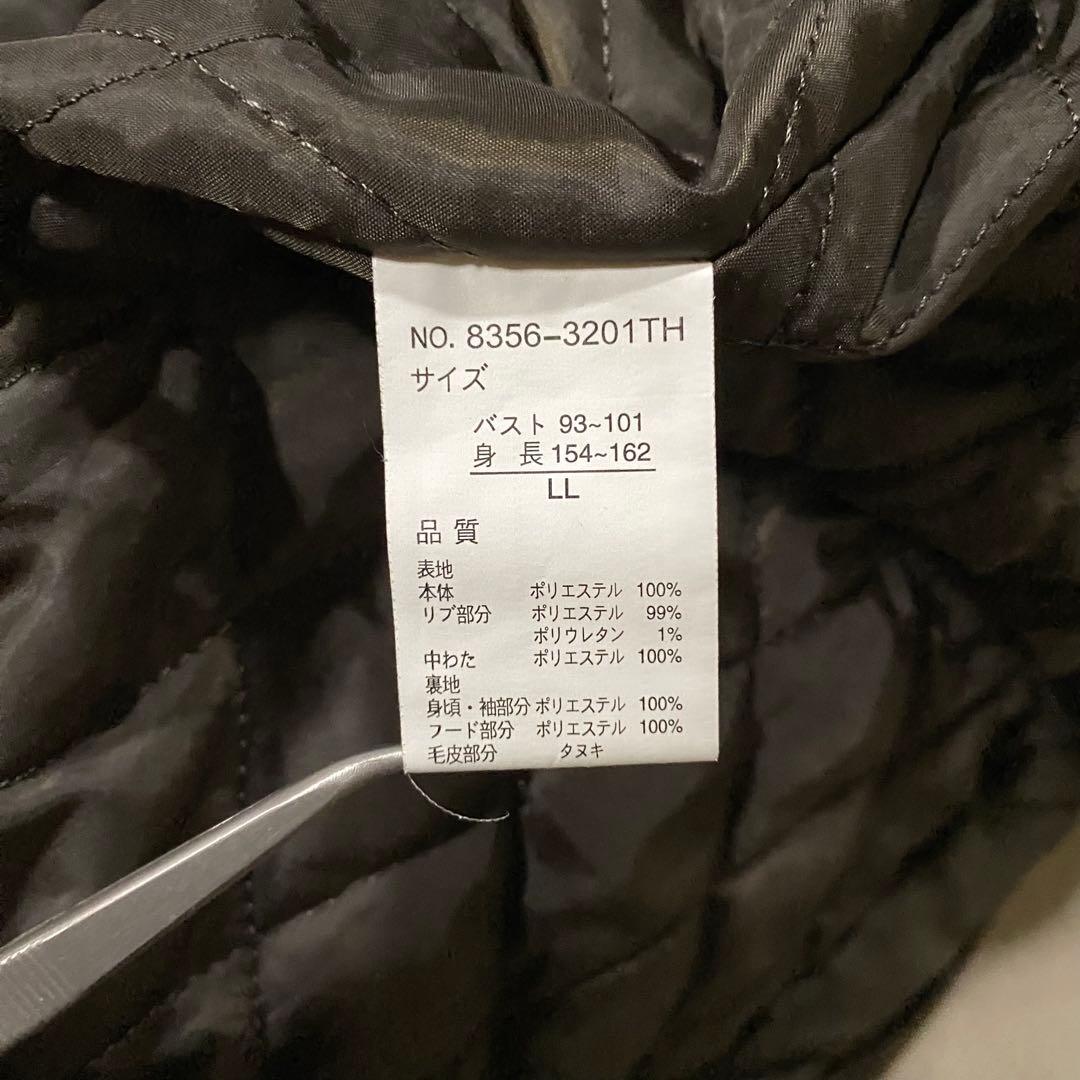 NO. 8356-3201TH
サイズ
バスト 93~101
身 長 154~162
LL
品 質
表地
本体 ポリエステル 100%
リブ部分 ポリエステル 99%
ポリウレタン 1%
中わた ポリエステル 100%
裏地
身頃・袖部分 ポリエステル 100%
フード部分 ポリエステル 100%
毛皮部分 タヌキ